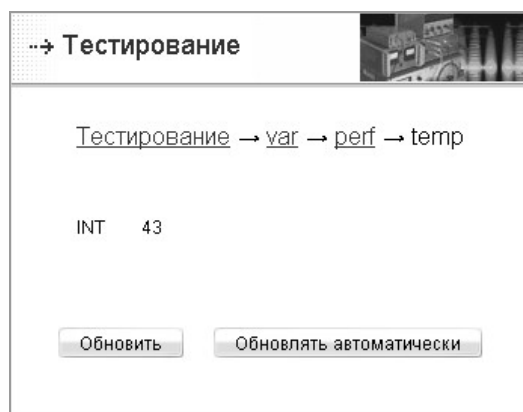 Тестирование
Тестирование → var → perf → temp
INT 43
Обновить Обновлять автоматически